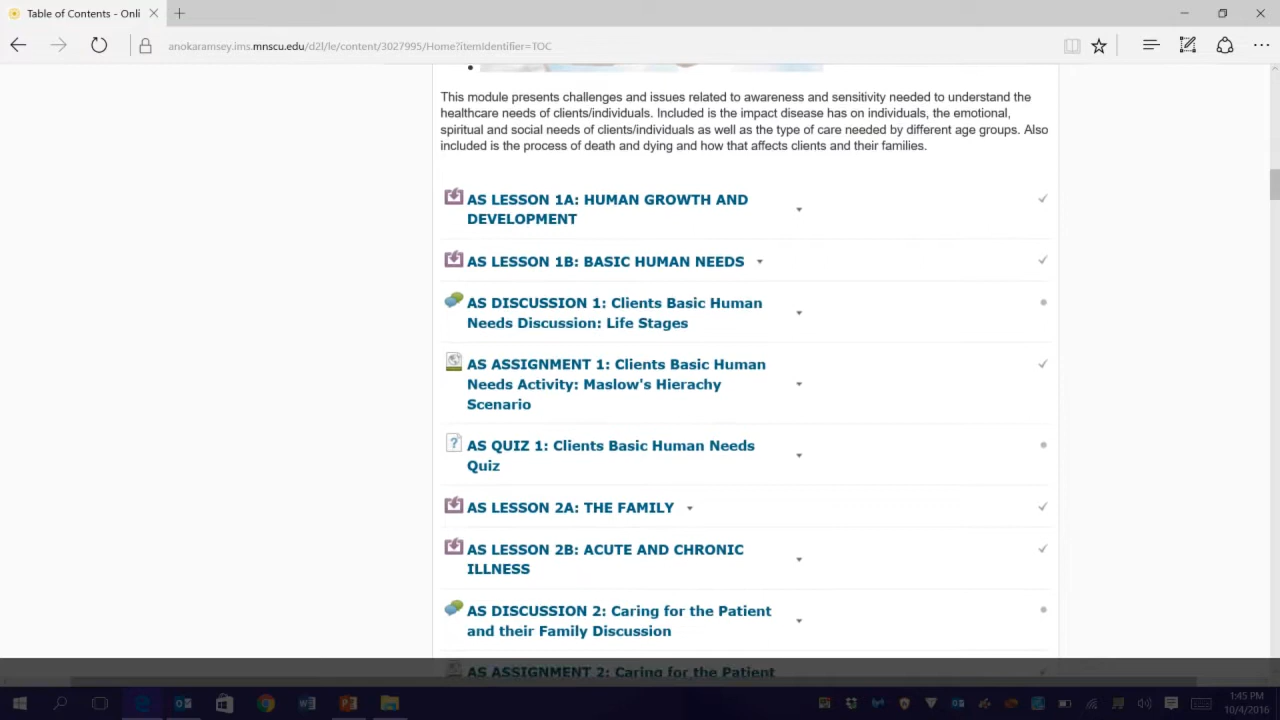 Table of Contents - Onli
anokaramsey.ims.mnscu.edu/d2l/le/content/3027995/Home?itemIdentifier=TOC
This module presents challenges and issues related to awareness and sensitivity needed to understand the
healthcare needs of clients/individuals. Included is the impact disease has on individuals, the emotional,
spiritual and social needs of clients/individuals as well as the type of care needed by different age groups. Also
included is the process of death and dying and how that affects clients and their families.
AS LESSON 1A: HUMAN GROWTH AND
DEVELOPMENT
AS LESSON 1B: BASIC HUMAN NEEDS
AS DISCUSSION 1: Clients Basic Human
Needs Discussion: Life Stages
AS ASSIGNMENT 1: Clients Basic Human
Needs Activity: Maslow's Hierachy
Scenario
AS QUIZ 1: Clients Basic Human Needs
Quiz
AS LESSON 2A: THE FAMILY
AS LESSON 2B: ACUTE AND CHRONIC
ILLNESS
AS DISCUSSION 2: Caring for the Patient
and their Family Discussion
AS ASSIGNMENT 2: Caring for the Patient
1:45 PM
10/4/2016